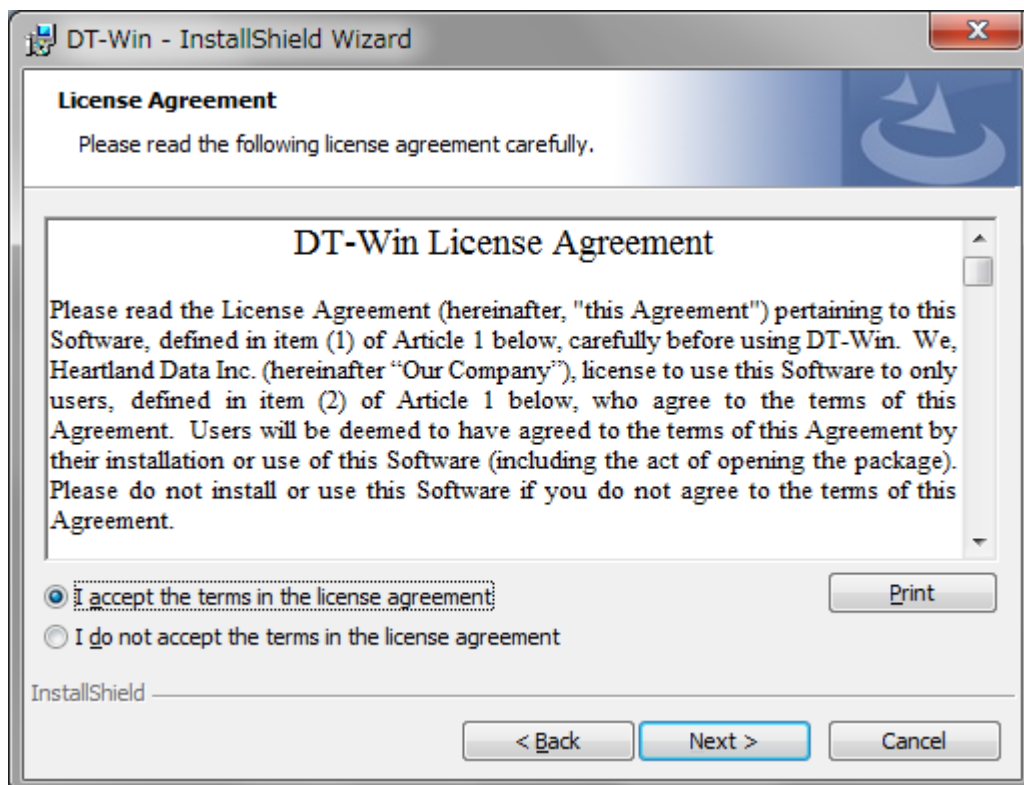 DT-Win - InstallShield Wizard
License Agreement
Please read the following license agreement carefully.
DT-Win License Agreement
Please read the License Agreement (hereinafter, "this Agreement") pertaining to this
Software, defined in item (1) of Article 1 below, carefully before using DT-Win. We,
Heartland Data Inc. (hereinafter “Our Company”), license to use this Software to only
users, defined in item (2) of Article 1 below, who agree to the terms of this
Agreement. Users will be deemed to have agreed to the terms of this Agreement by
their installation or use of this Software (including the act of opening the package).
Please do not install or use this Software if you do not agree to the terms of this
Agreement.
I accept the terms in the license agreement
Print
I do not accept the terms in the license agreement
InstallShield
< Back
Next >
Cancel